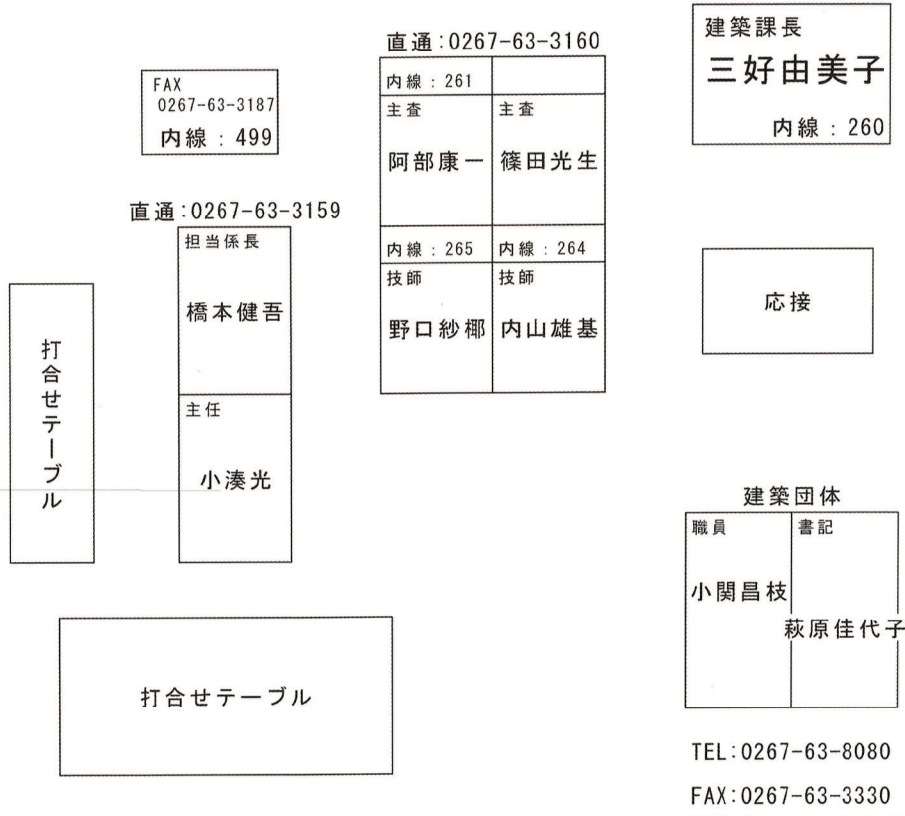 建築課長
三好由美子
内線：260
直通:0267-63-3160
内線：261
主査
阿部康一
主査
篠田光生
内線：265
技師
野口紗椰
内線：264
技師
内山雄基
FAX
0267-63-3187
内線：499
直通:0267-63-3159
担当係長
橋本健吾
主任
小湊光
打合せテーブル
応接
打合せテーブル
建築団体
職員
小関昌枝
書記
萩原佳代子
TEL:0267-63-8080
FAX:0267-63-3330